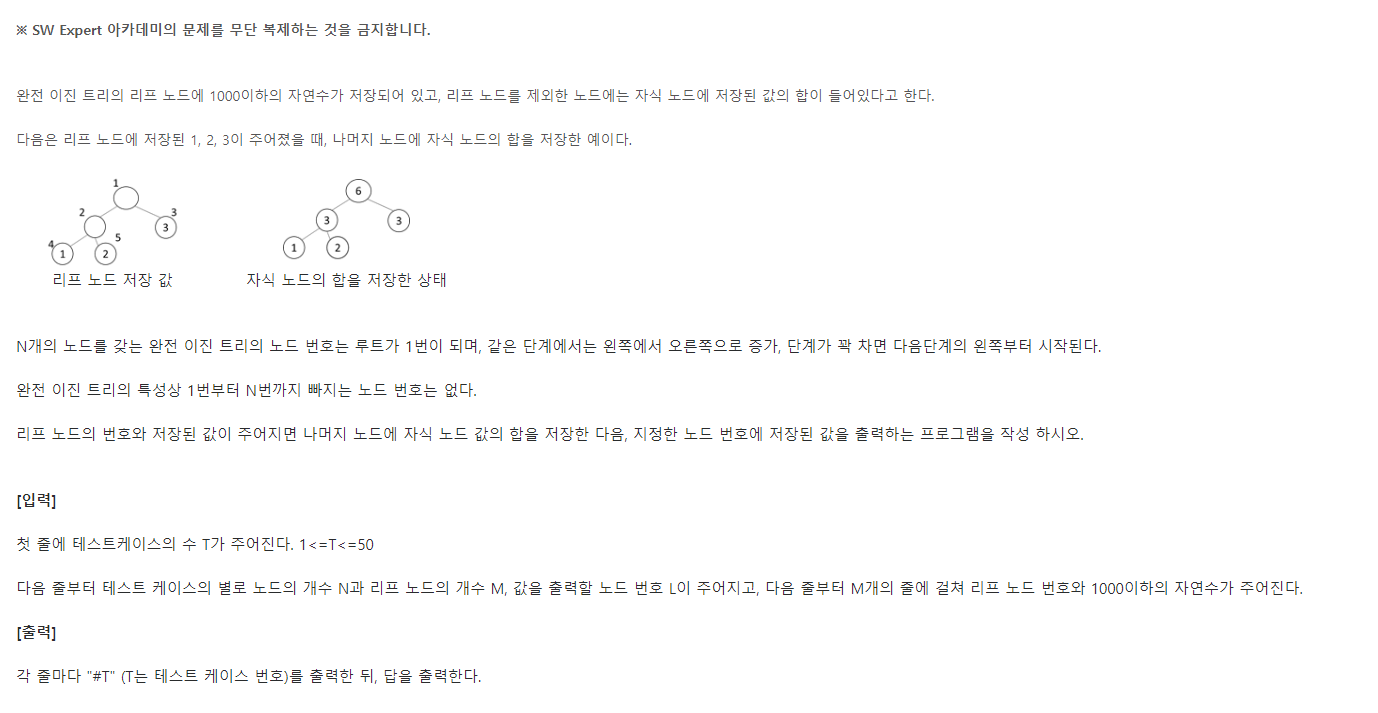 ※ SW Expert 아카데미의 문제를 무단 복제하는 것을 금지합니다.
완전 이진 트리의 리프 노드에 1000이하의 자연수가 저장되어 있고, 리프 노드를 제외한 노드에는 자식 노드에 저장된 값의 합이 들어있다고 한다.
다음은 리프 노드에 저장된 1, 2, 3이 주어졌을 때, 나머지 노드에 자식 노드의 합을 저장한 예이다.
1
2
3
3
4
1
5
2
6
3
3
1
2
리프 노드 저장 값
자식 노드의 합을 저장한 상태
N개의 노드를 갖는 완전 이진 트리의 노드 번호는 루트가 1번이 되며, 같은 단계에서는 왼쪽에서 오른쪽으로 증가, 단계가 꽉 차면 다음단계의 왼쪽부터 시작된다.
완전 이진 트리의 특성상 1번부터 N번까지 빠지는 노드 번호는 없다.
리프 노드의 번호와 저장된 값이 주어지면 나머지 노드에 자식 노드 값의 합을 저장한 다음, 지정한 노드 번호에 저장된 값을 출력하는 프로그램을 작성 하시오.
[입력]
첫 줄에 테스트케이스의 수 T가 주어진다. 1<=T<=50
다음 줄부터 테스트 케이스의 별로 노드의 개수 N과 리프 노드의 개수 M, 값을 출력할 노드 번호 L이 주어지고, 다음 줄부터 M개의 줄에 걸쳐 리프 노드 번호와 1000이하의 자연수가 주어진다.
[출력]
각 줄마다 "#T" (T는 테스트 케이스 번호)를 출력한 뒤, 답을 출력한다.